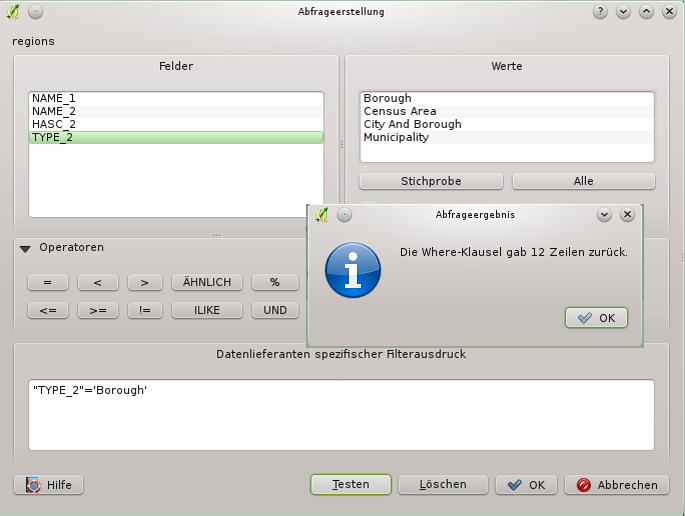 Abfrageerstellung
regions
Felder
NAME_1
NAME_2
HASC_2
TYPE_2
Werte
Borough
Census Area
City And Borough
Municipality
Stichprobe Alle
Operatoren
= < > ÄHNLICH %
<= >= != ILIKE UND
Abfrageergebnis
Die Where-Klausel gab 12 Zeilen zurück.
OK
Datenlieferanten spezifischer Filterausdruck
"TYPE_2"='Borough'
Hilfe Testen Löschen OK Abbrechen